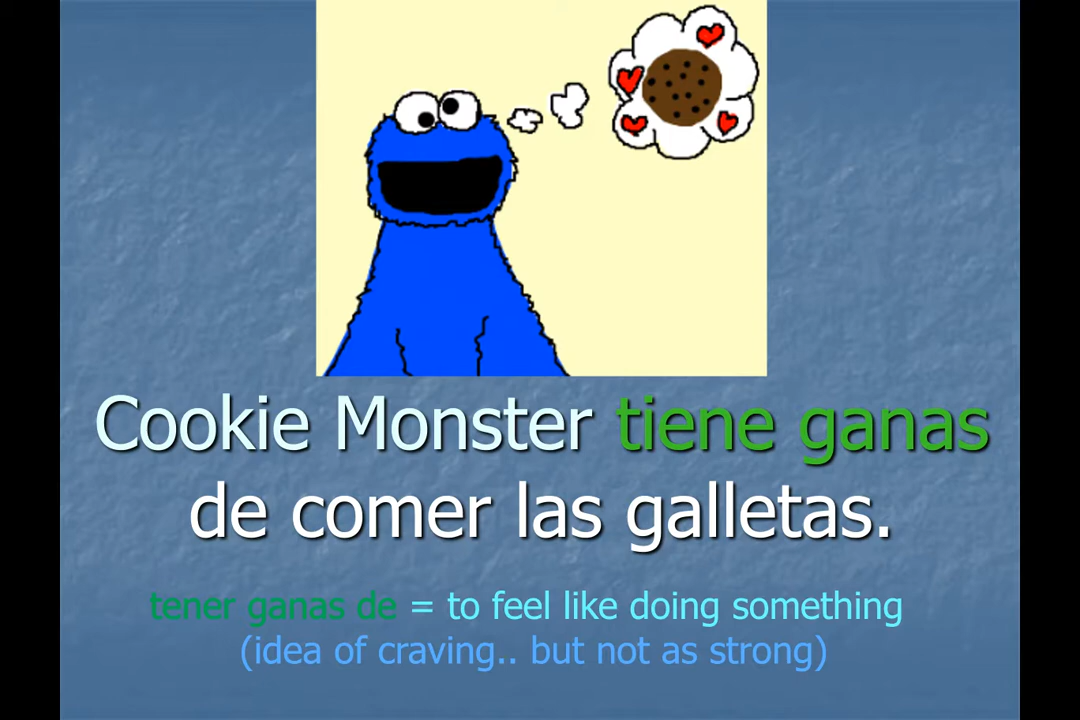 Cookie Monster tiene ganas
de comer las galletas.
tener ganas de = to feel like doing something
(idea of craving.. but not as strong)